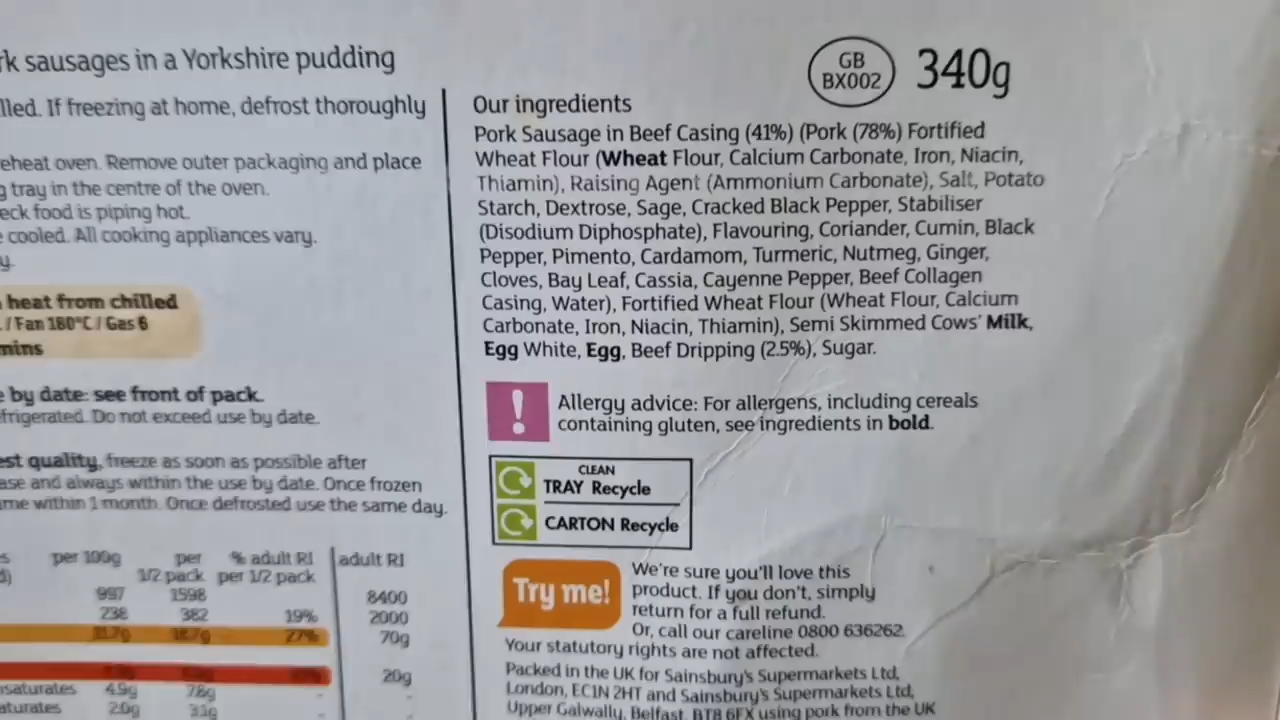 rk sausages in a Yorkshire pudding
lled. If freezing at home, defrost thoroughly
eheat oven. Remove outer packaging and place
g tray in the centre of the oven.
eck food is piping hot.
e cooled. All cooking appliances vary.
y.
heat from chilled
/ Fan 180°C / Gas 6
mins
e by date: see front of pack.
efrigerated. Do not exceed use by date.
est quality, freeze as soon as possible after
ase and always within the use by date. Once frozen
ume within 1 month. Once defrosted use the same day.
per 100g per 1/2 pack % adult RI per 1/2 pack adult RI
997 1598 8400
238 382 19% 2000
11.7g 18.7g 27% 70g
20g
nsaturates 4.9g 7.8g - -
aturates 2.0g 3.1g - -
GB
BX002
340g
Our ingredients
Pork Sausage in Beef Casing (41%) (Pork (78%) Fortified
Wheat Flour (Wheat Flour, Calcium Carbonate, Iron, Niacin,
Thiamin), Raising Agent (Ammonium Carbonate), Salt, Potato
Starch, Dextrose, Sage, Cracked Black Pepper, Stabiliser
(Disodium Diphosphate), Flavouring, Coriander, Cumin, Black
Pepper, Pimento, Cardamom, Turmeric, Nutmeg, Ginger,
Cloves, Bay Leaf, Cassia, Cayenne Pepper, Beef Collagen
Casing, Water), Fortified Wheat Flour (Wheat Flour, Calcium
Carbonate, Iron, Niacin, Thiamin), Semi Skimmed Cows' Milk,
Egg White, Egg, Beef Dripping (2.5%), Sugar.
Allergy advice: For allergens, including cereals
containing gluten, see ingredients in bold.
CLEAN
TRAY Recycle
CARTON Recycle
Try me!
We're sure you'll love this
product. If you don't, simply
return for a full refund.
Or, call our careline 0800 636262.
Your statutory rights are not affected.
Packed in the UK for Sainsbury's Supermarkets Ltd,
London, EC1N 2HT and Sainsbury's Supermarkets Ltd,
Upper Galwally, Belfast, BT8 6FX using pork from the UK